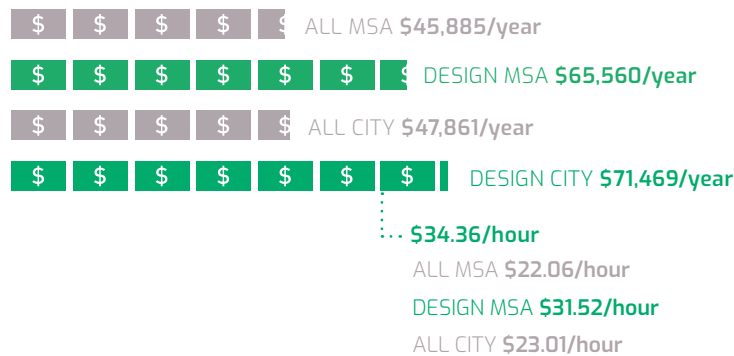 $ $ $ $ $ ALL MSA $45,885/year
$ $ $ $ $ $ $ DESIGN MSA $65,560/year
$ $ $ $ $ ALL CITY $47,861/year
$ $ $ $ $ $ $ DESIGN CITY $71,469/year
$34.36/hour
ALL MSA $22.06/hour
DESIGN MSA $31.52/hour
ALL CITY $23.01/hour